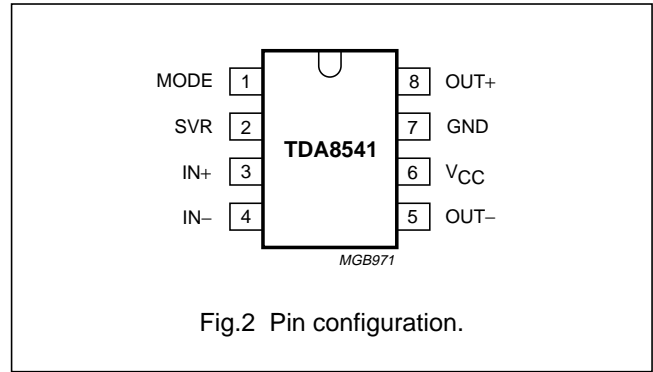 MODE 1 8 OUT+
SVR 2 7 GND
TDA8541
IN+ 3 6 VCC
IN− 4 5 OUT−
MGB971
Fig.2 Pin configuration.